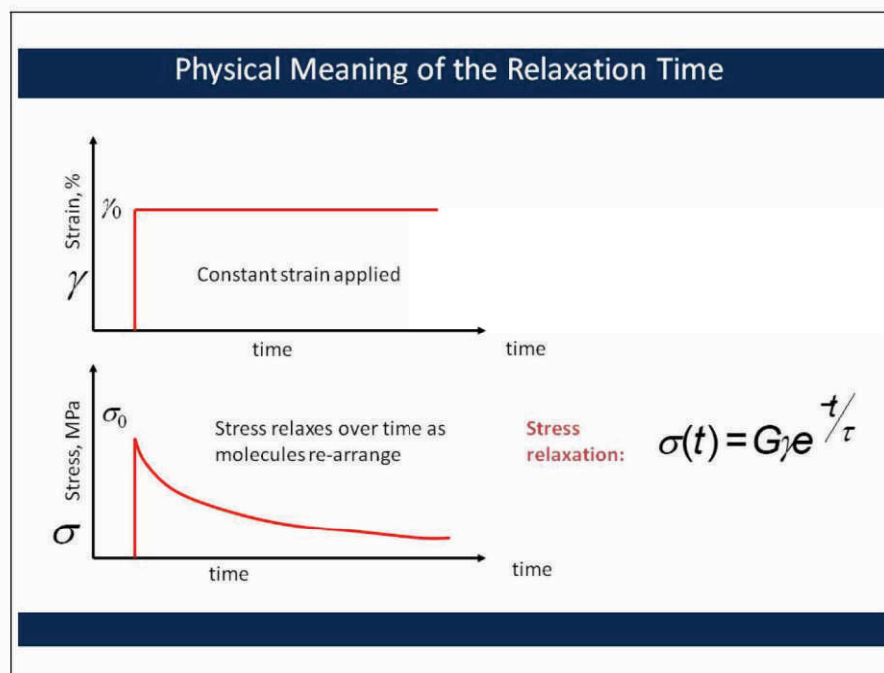 Physical Meaning of the Relaxation Time
Strain, %
γ₀
γ
Constant strain applied
time
time
Stress, MPa
σ₀
σ
Stress relaxes over time as
molecules re-arrange
Stress
relaxation:
σ(t) = Gγe^(-t/τ)
time
time